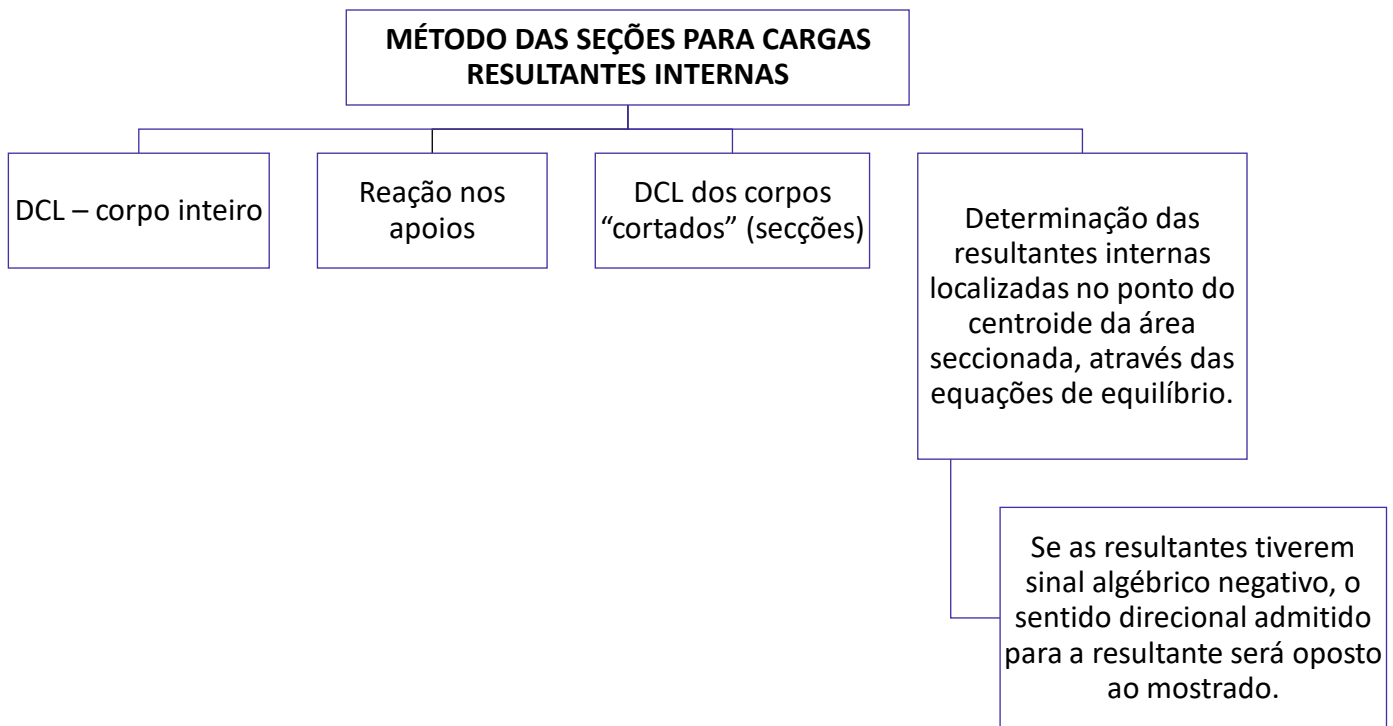 MÉTODO DAS SEÇÕES PARA CARGAS
RESULTANTES INTERNAS
DCL – corpo inteiro
Reação nos
apoios
DCL dos corpos
“cortados” (secções)
Determinação das
resultantes internas
localizadas no ponto do
centroide da área
seccionada, através das
equações de equilíbrio.
Se as resultantes tiverem
sinal algébrico negativo, o
sentido direcional admitido
para a resultante será oposto
ao mostrado.